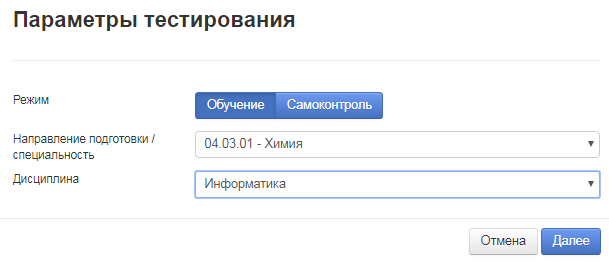 Параметры тестирования
Режим
Обучение Самоконтроль
Направление подготовки /
специальность
04.03.01 - Химия
Дисциплина
Информатика
Отмена Далее